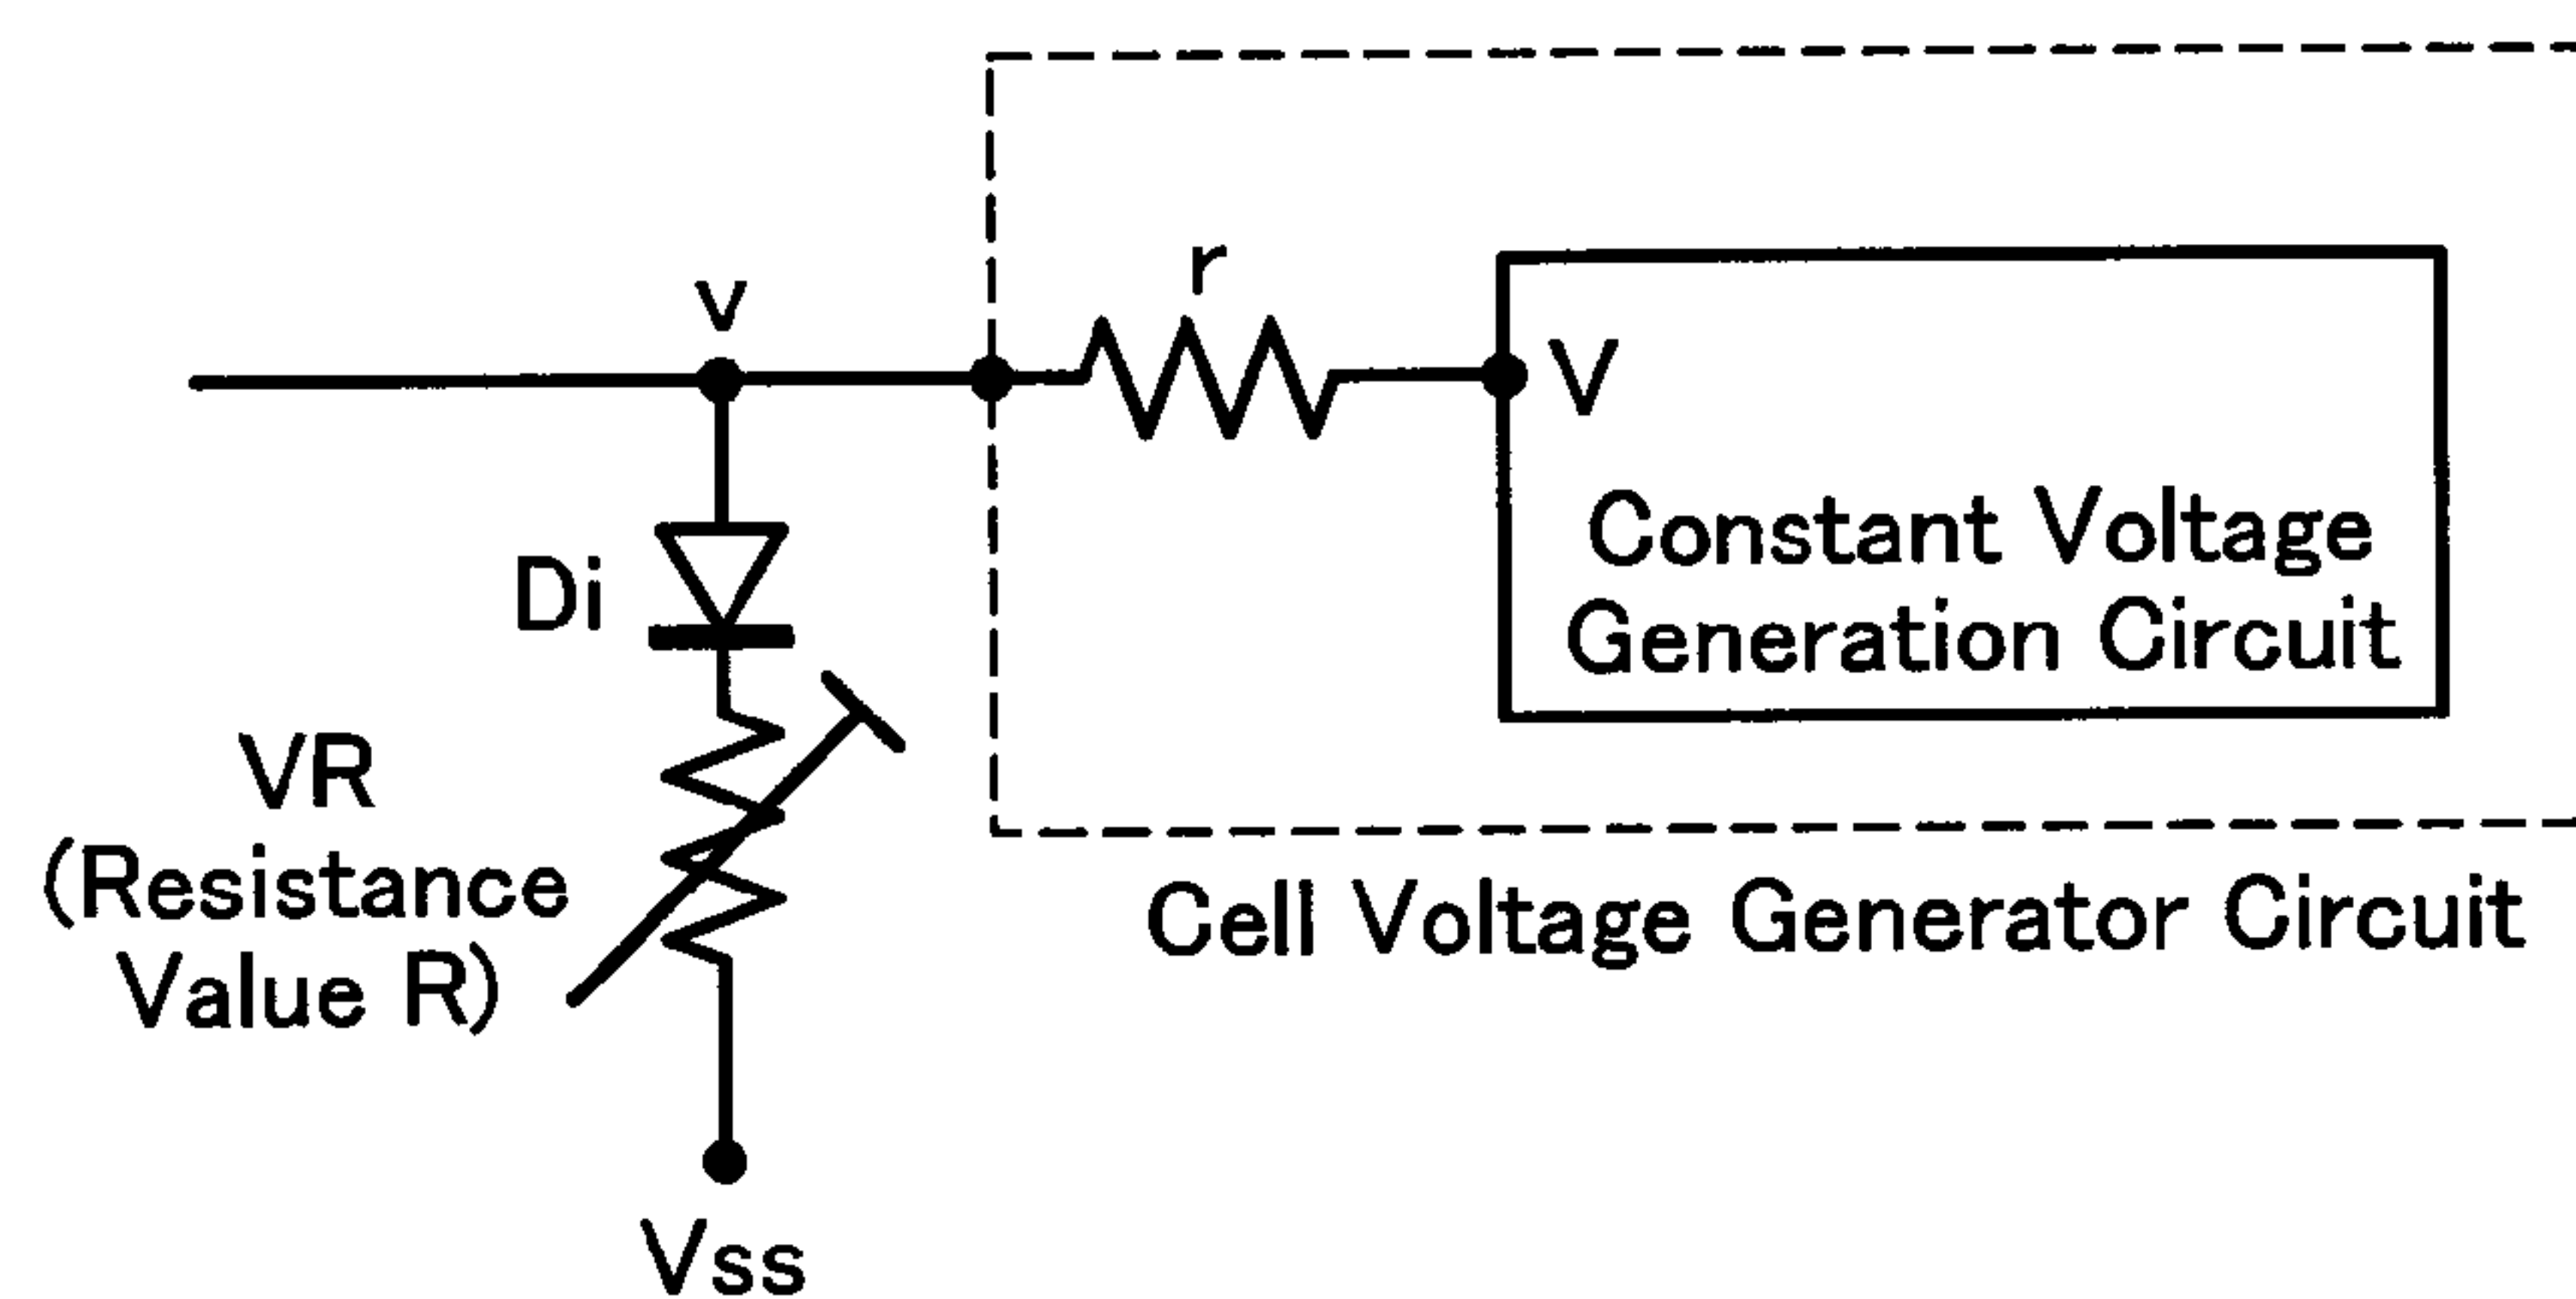 r
v
V
Constant Voltage
Generation Circuit
Di
VR
(Resistance
Value R)
Cell Voltage Generator Circuit
Vss